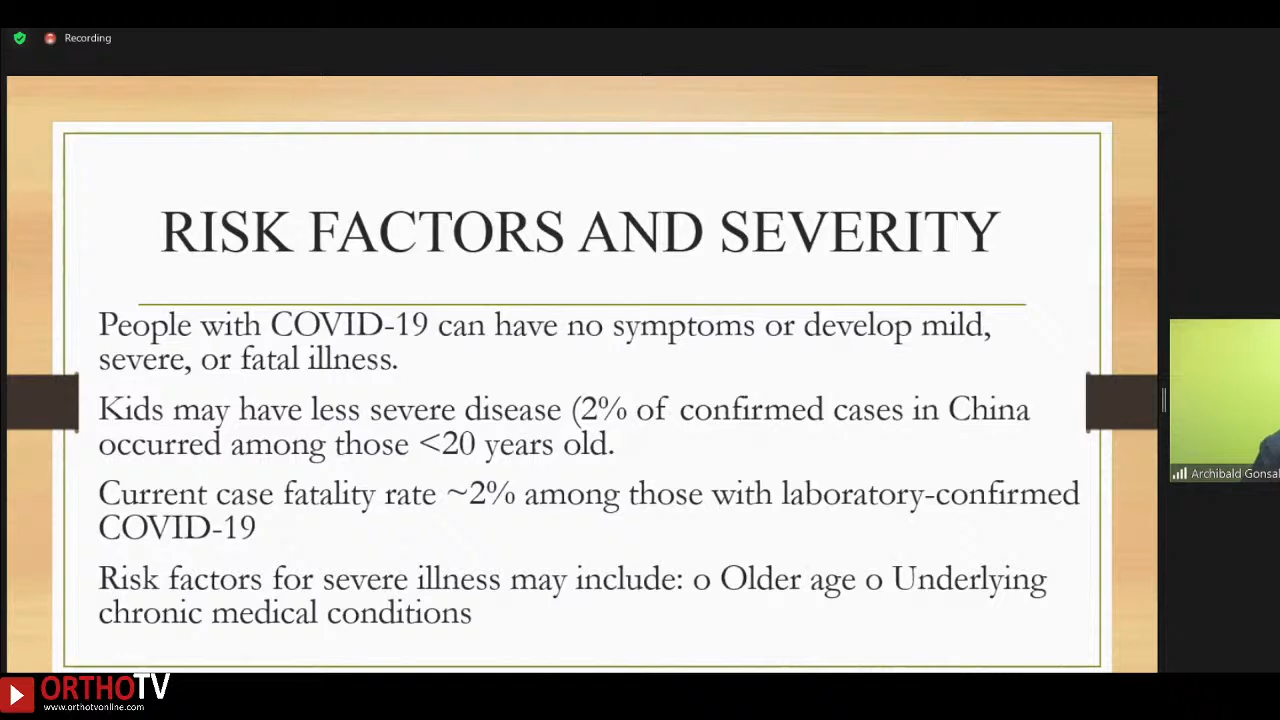 Recording
RISK FACTORS AND SEVERITY
People with COVID-19 can have no symptoms or develop mild,
severe, or fatal illness.
Kids may have less severe disease (2% of confirmed cases in China
occurred among those <20 years old.
Current case fatality rate ~2% among those with laboratory-confirmed
COVID-19
Risk factors for severe illness may include: o Older age o Underlying
chronic medical conditions
Archibald Gonsal
ORTHOTV
www.orthotvonline.com